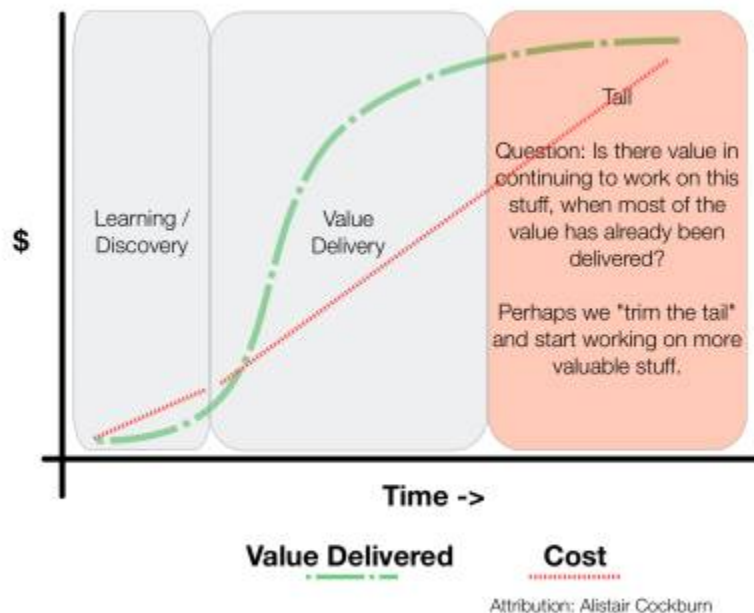 $
Learning /
Discovery
Value
Delivery
Tail
Question: Is there value in
continuing to work on this
stuff, when most of the
value has already been
delivered?
Perhaps we "trim the tail"
and start working on more
valuable stuff.
Time ->
Value Delivered
Cost
Attribution: Alistair Cockburn